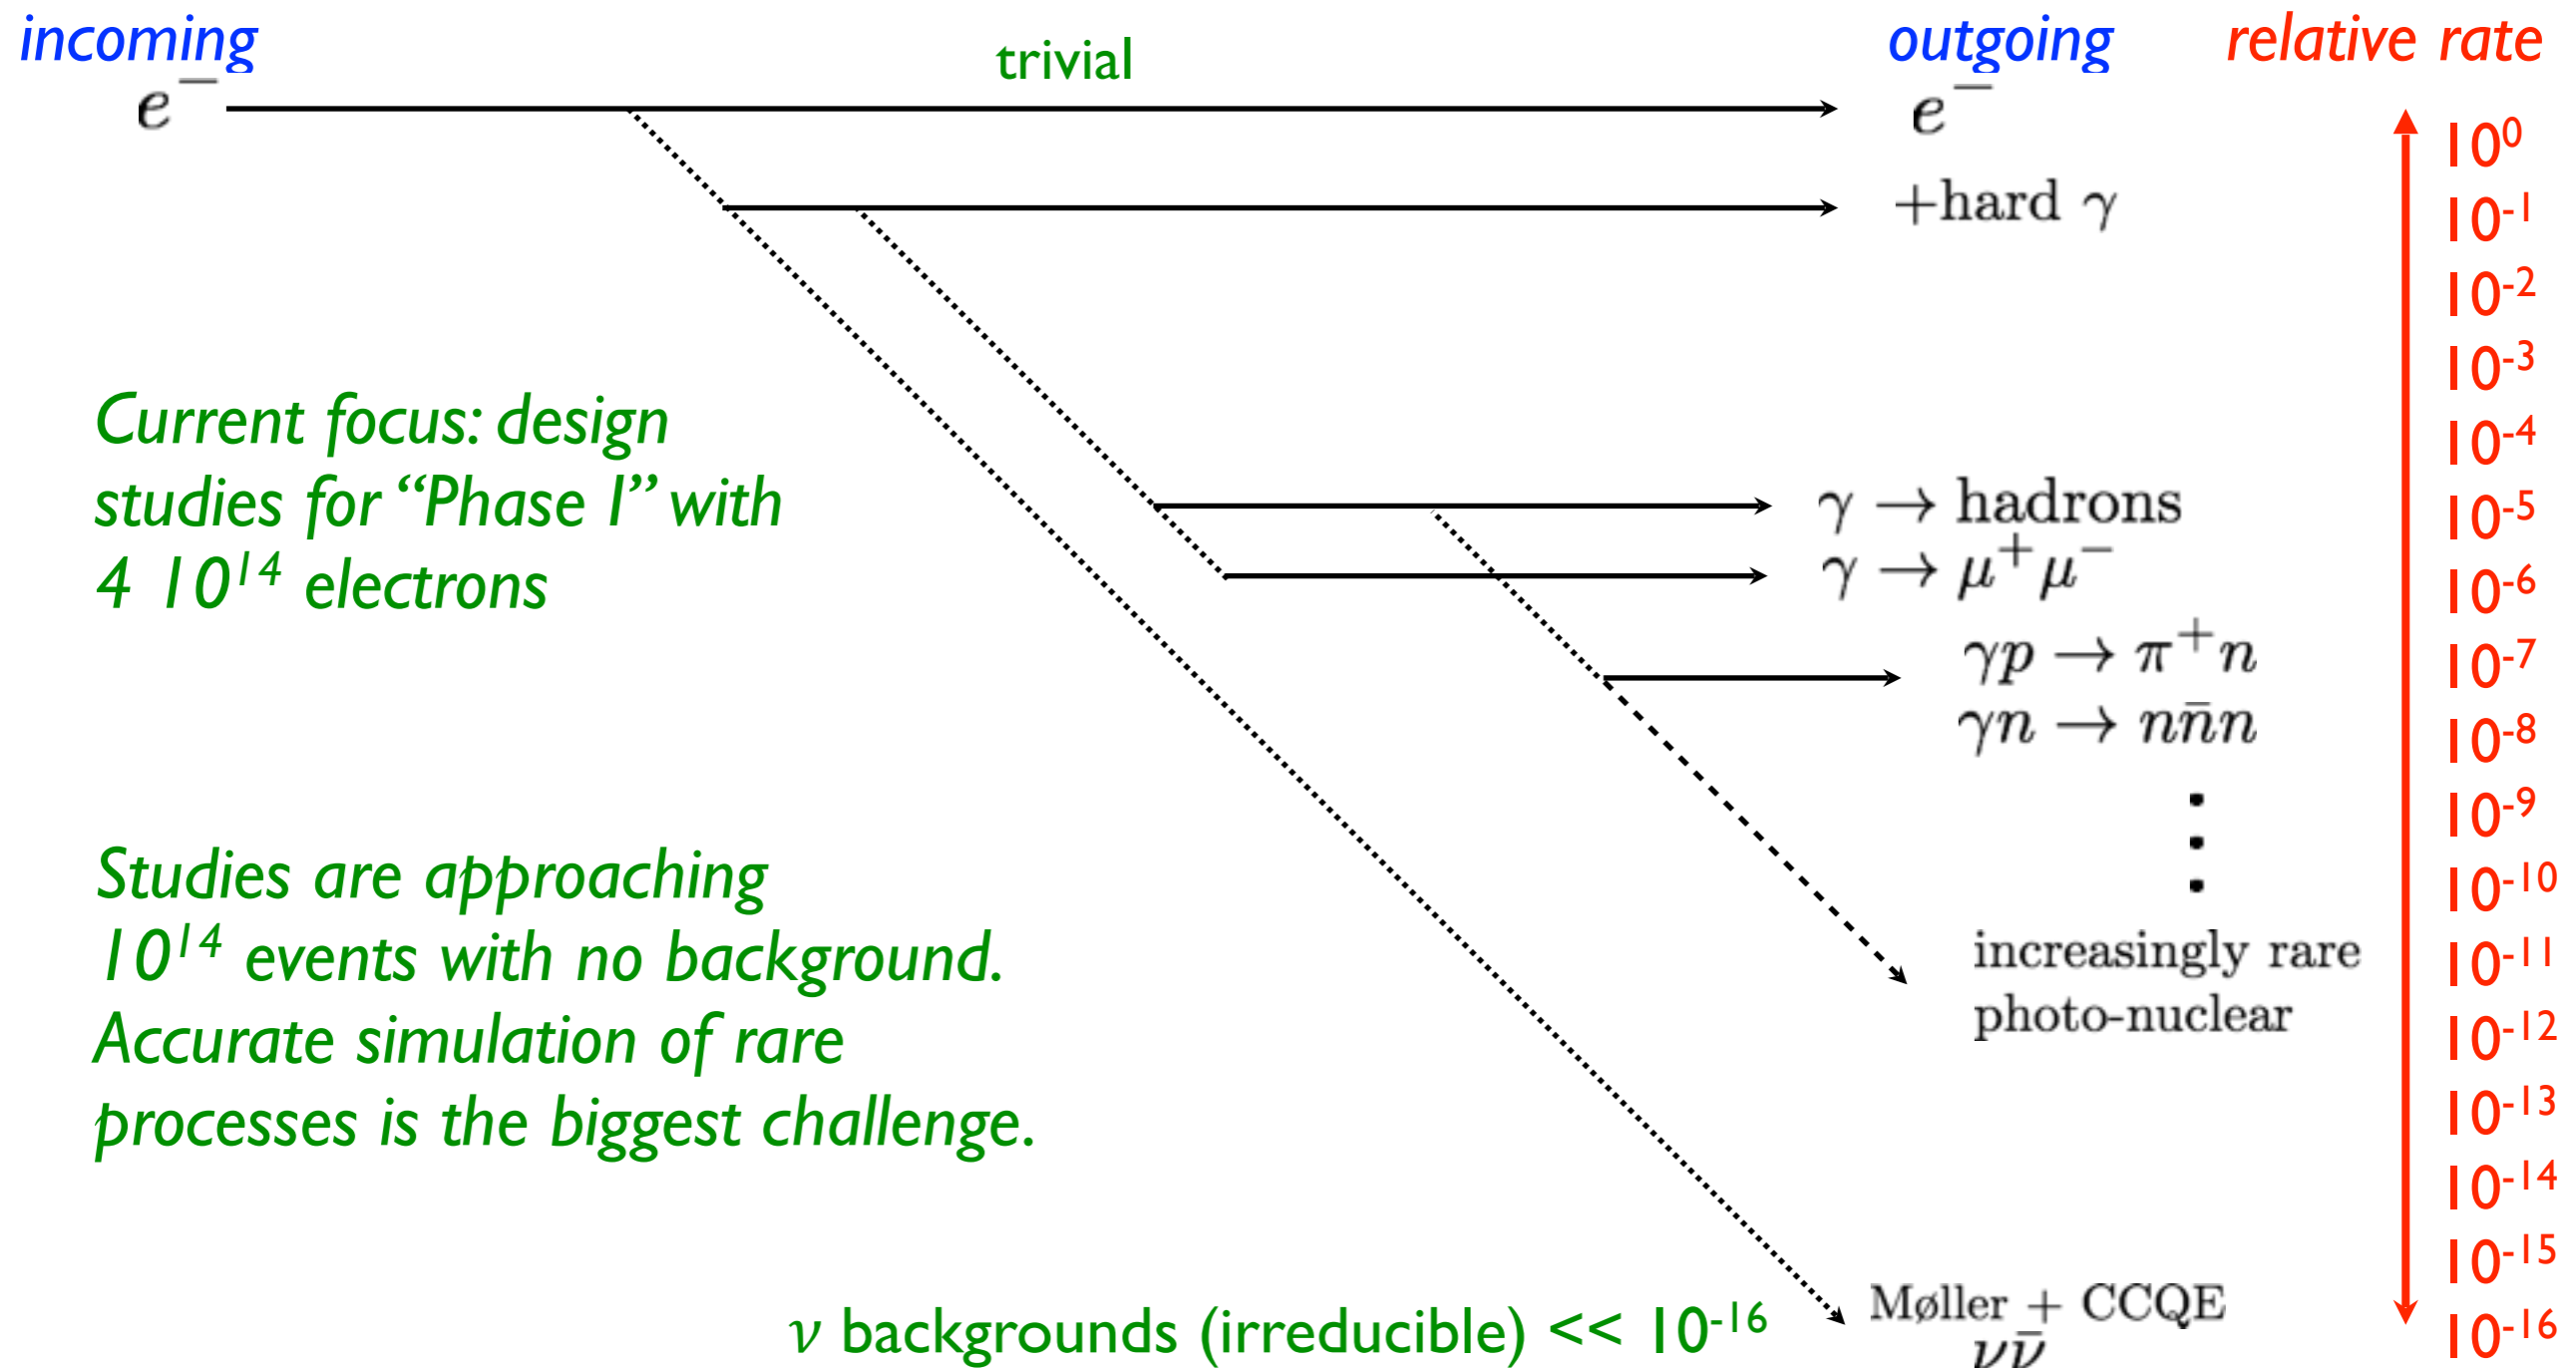 incoming
trivial
outgoing
relative rate
e⁻
e⁻
10⁰
+hard γ
10⁻¹
10⁻²
10⁻³
Current focus: design
studies for “Phase I” with
4 10¹⁴ electrons
10⁻⁴
γ → hadrons
10⁻⁵
γ → μ⁺μ⁻
10⁻⁶
γp → π⁺n
10⁻⁷
γn → nn̄n
10⁻⁸
10⁻⁹
10⁻¹⁰
Studies are approaching
10¹⁴ events with no background.
Accurate simulation of rare
processes is the biggest challenge.
increasingly rare
photo-nuclear
10⁻¹¹
10⁻¹²
10⁻¹³
10⁻¹⁴
10⁻¹⁵
ν backgrounds (irreducible) << 10⁻¹⁶
Møller + CCQE
νν̄
10⁻¹⁶